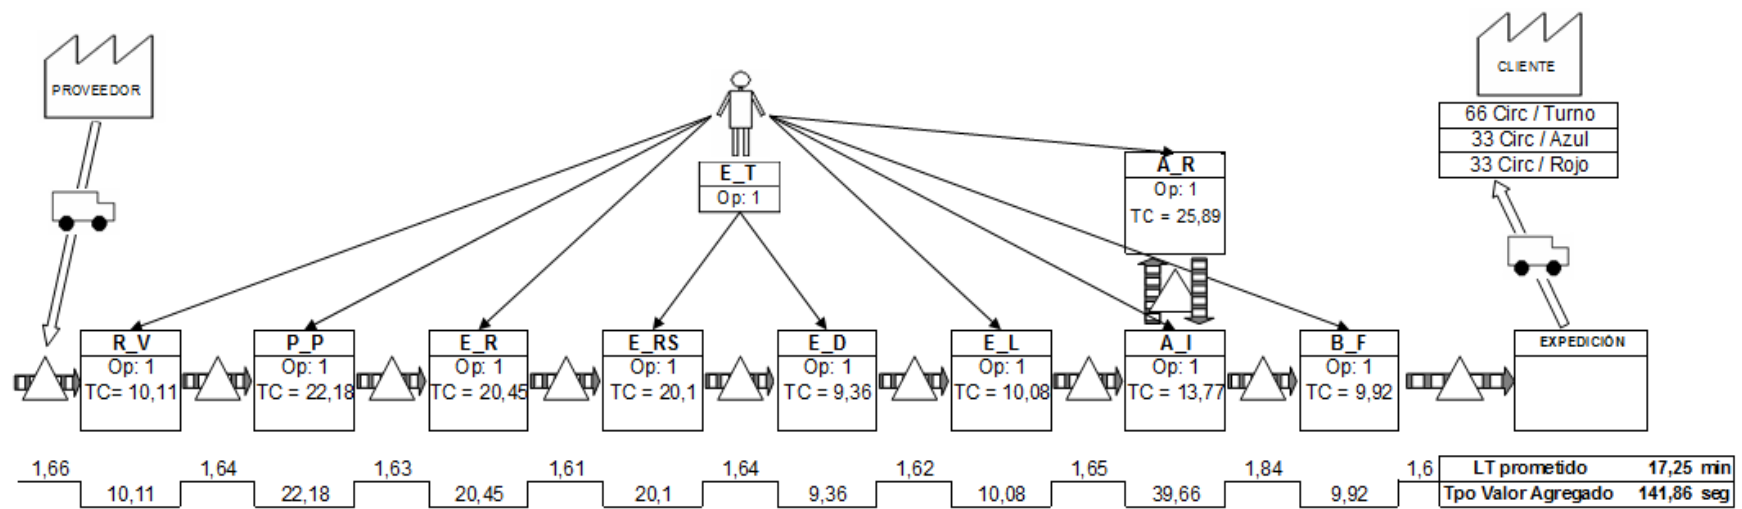 PROVEEDOR
CLIENTE
66 Circ / Turno
33 Circ / Azul
33 Circ / Rojo
E_T
Op: 1
A_R
Op: 1
TC = 25,89
R_V
Op: 1
TC= 10,11
P_P
Op: 1
TC = 22,18
E_R
Op: 1
TC = 20,45
E_RS
Op: 1
TC = 20,1
E_D
Op: 1
TC = 9,36
E_L
Op: 1
TC = 10,08
A_I
Op: 1
TC = 13,77
B_F
Op: 1
TC = 9,92
EXPEDICIÓN
1,66 1,64 1,63 1,61 1,64 1,62 1,65 1,84 1,6
10,11 22,18 20,45 20,1 9,36 10,08 39,66 9,92
LT prometido 17,25 min
Tpo Valor Agregado 141,86 seg